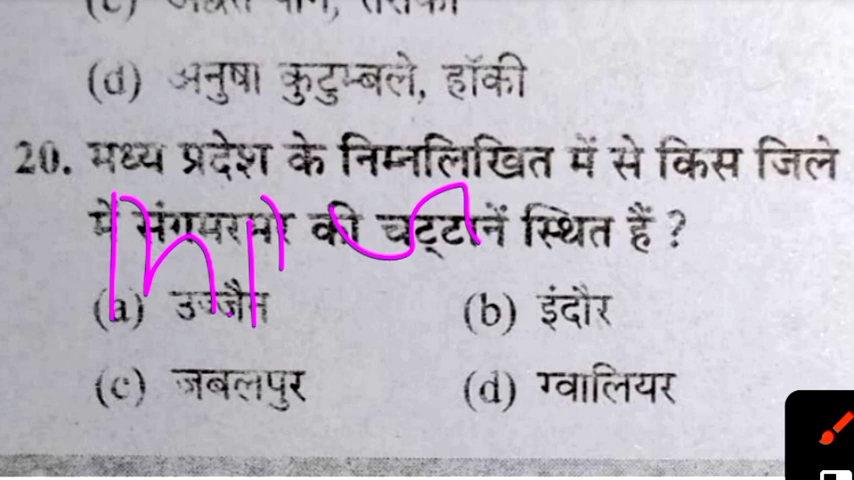 (d) अनुषा कुटुम्बले, हॉकी
20. मध्य प्रदेश के निम्नलिखित में से किस जिले
में संगमरमर की चट्टानें स्थित हैं ?
(a) उज्जैन (b) इंदौर
(c) जबलपुर (d) ग्वालियर